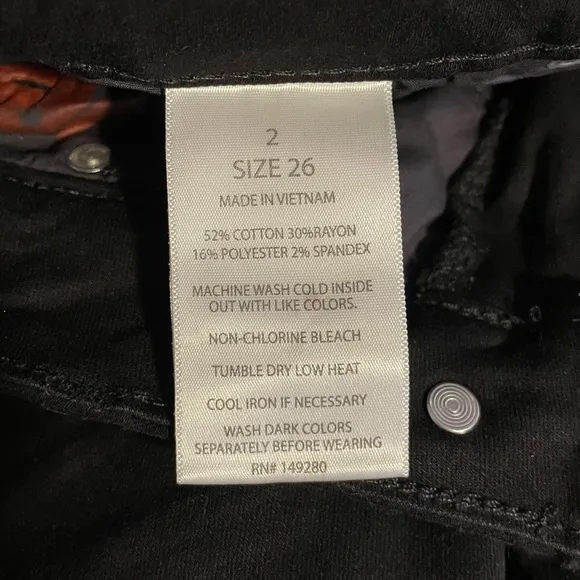 2
SIZE 26
MADE IN VIETNAM
52% COTTON 30%RAYON
16% POLYESTER 2% SPANDEX
MACHINE WASH COLD INSIDE
OUT WITH LIKE COLORS.
NON-CHLORINE BLEACH
TUMBLE DRY LOW HEAT
COOL IRON IF NECESSARY
WASH DARK COLORS
SEPARATELY BEFORE WEARING
RN# 149280